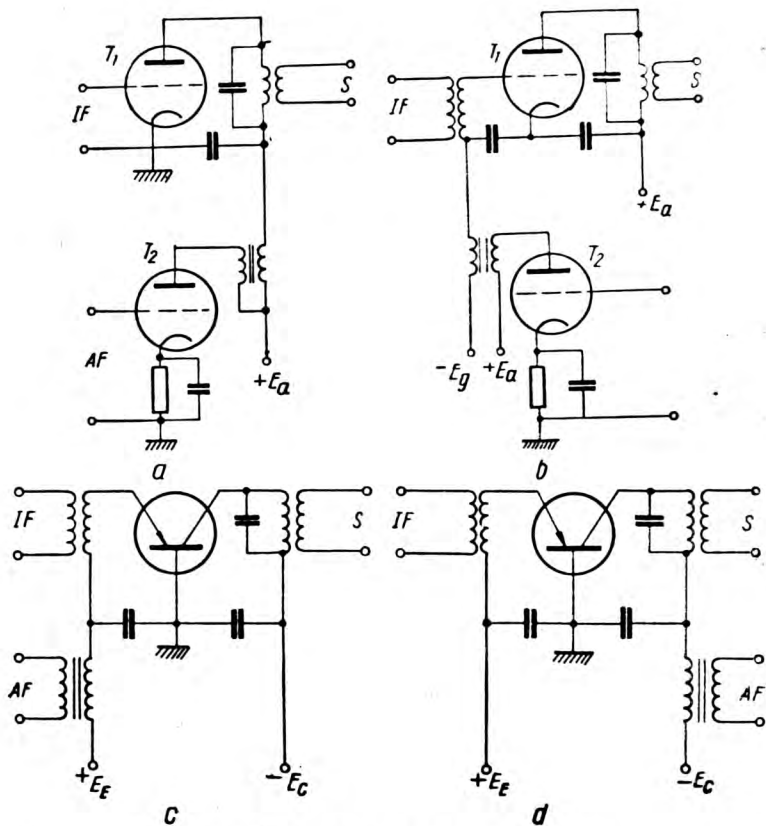 T1
IF
S
T2
AF
+Ea
a
T1
IF
S
+Ea
T2
-Eg +Ea
b
IF
S
AF
+EE
-Ec
c
IF
S
AF
+EE
-Ec
d